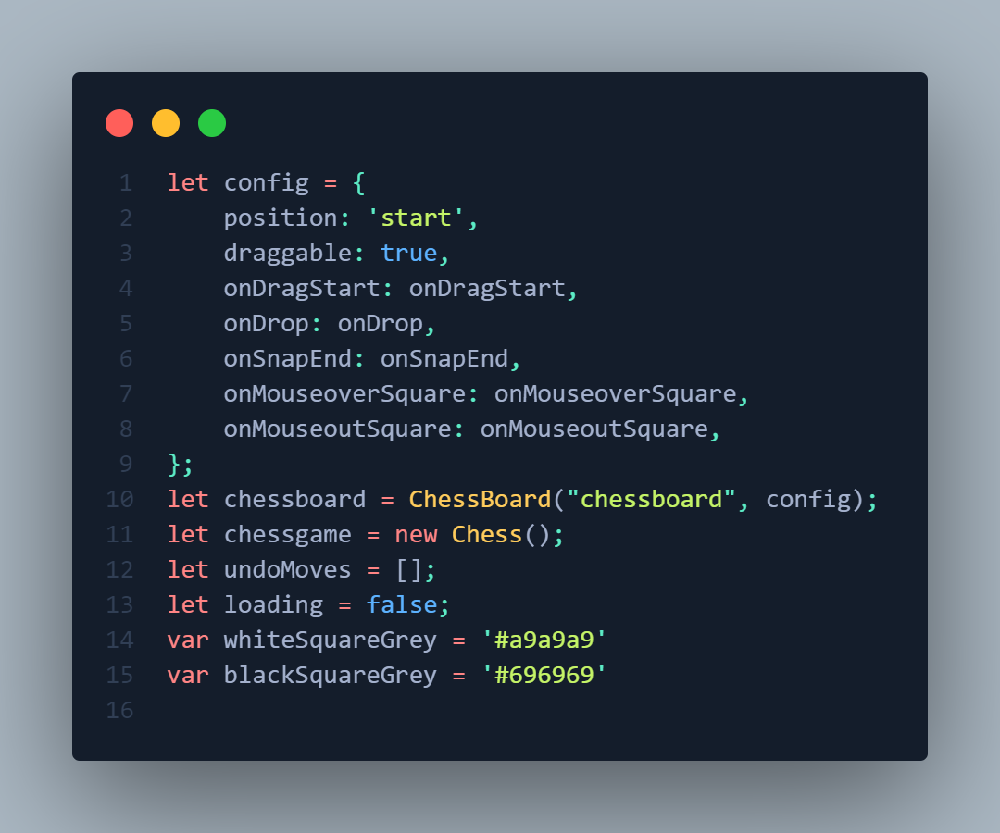 1 let config = {
2     position: 'start',
3     draggable: true,
4     onDragStart: onDragStart,
5     onDrop: onDrop,
6     onSnapEnd: onSnapEnd,
7     onMouseoverSquare: onMouseoverSquare,
8     onMouseoutSquare: onMouseoutSquare,
9 };
10 let chessboard = ChessBoard("chessboard", config);
11 let chessgame = new Chess();
12 let undoMoves = [];
13 let loading = false;
14 var whiteSquareGrey = '#a9a9a9'
15 var blackSquareGrey = '#696969'
16